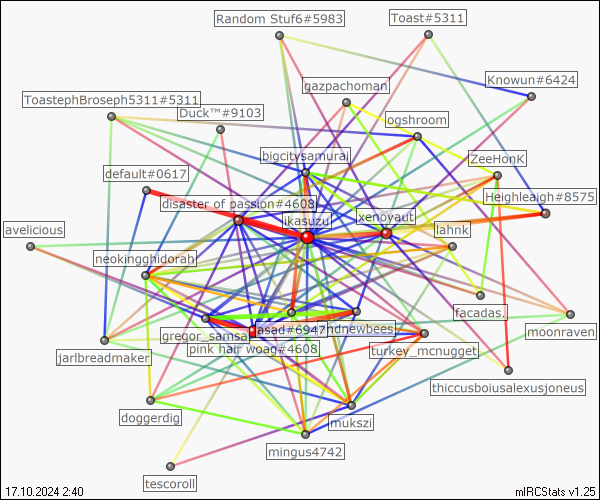 Random Stuf6#5983
Toast#5311
gazpachoman
Knowun#6424
ToastephBroseph5311#5311
Duck™#9103
ogshroom
bigcitysamurai
ZeeHonK
default#0617
Heighleaigh#8575
disaster of passion#4608
ikasuzu
xenovaut
avelicious
lahnk
neokingghidorah
facadas.
moonraven
gregor_samsa
asad#6947
ndnewbees
jarlbreadmaker
pink hair woag#4608
turkey_mcnugget
thiccusboiusalexusjoneus
doggerdig
mukszi
mingus4742
tescoroll
17.10.2024 2:40
mIRCStats v1.25